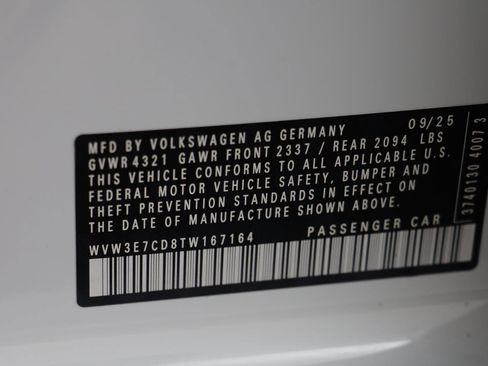 MFD BY VOLKSWAGEN AG GERMANY 09/25
GVWR 4321 GAWR FRONT 2337 / REAR 2094 LBS
THIS VEHICLE CONFORMS TO ALL APPLICABLE U.S.
FEDERAL MOTOR VEHICLE SAFETY, BUMPER AND
THEFT PREVENTION STANDARDS IN EFFECT ON
THE DATE OF MANUFACTURE SHOWN ABOVE.
WVW3E7CD8TW167164 PASSENGER CAR
3740130 4007 3